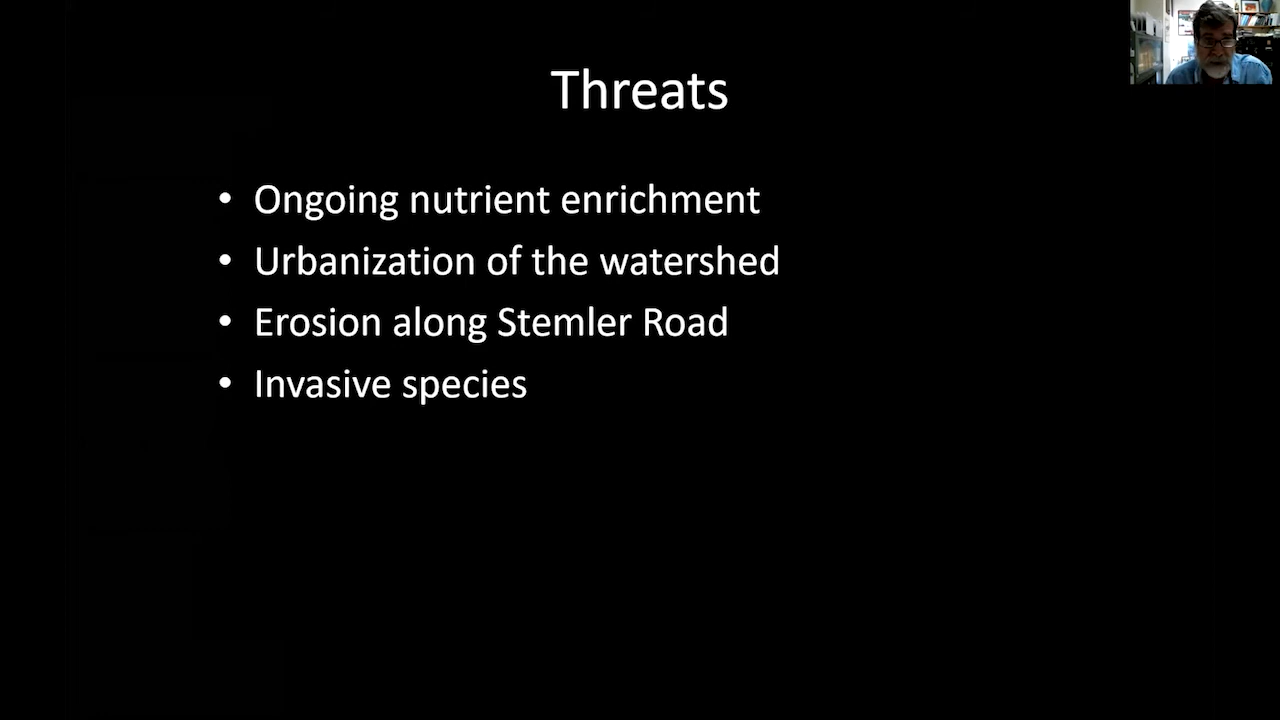 Threats
• Ongoing nutrient enrichment
• Urbanization of the watershed
• Erosion along Stemler Road
• Invasive species